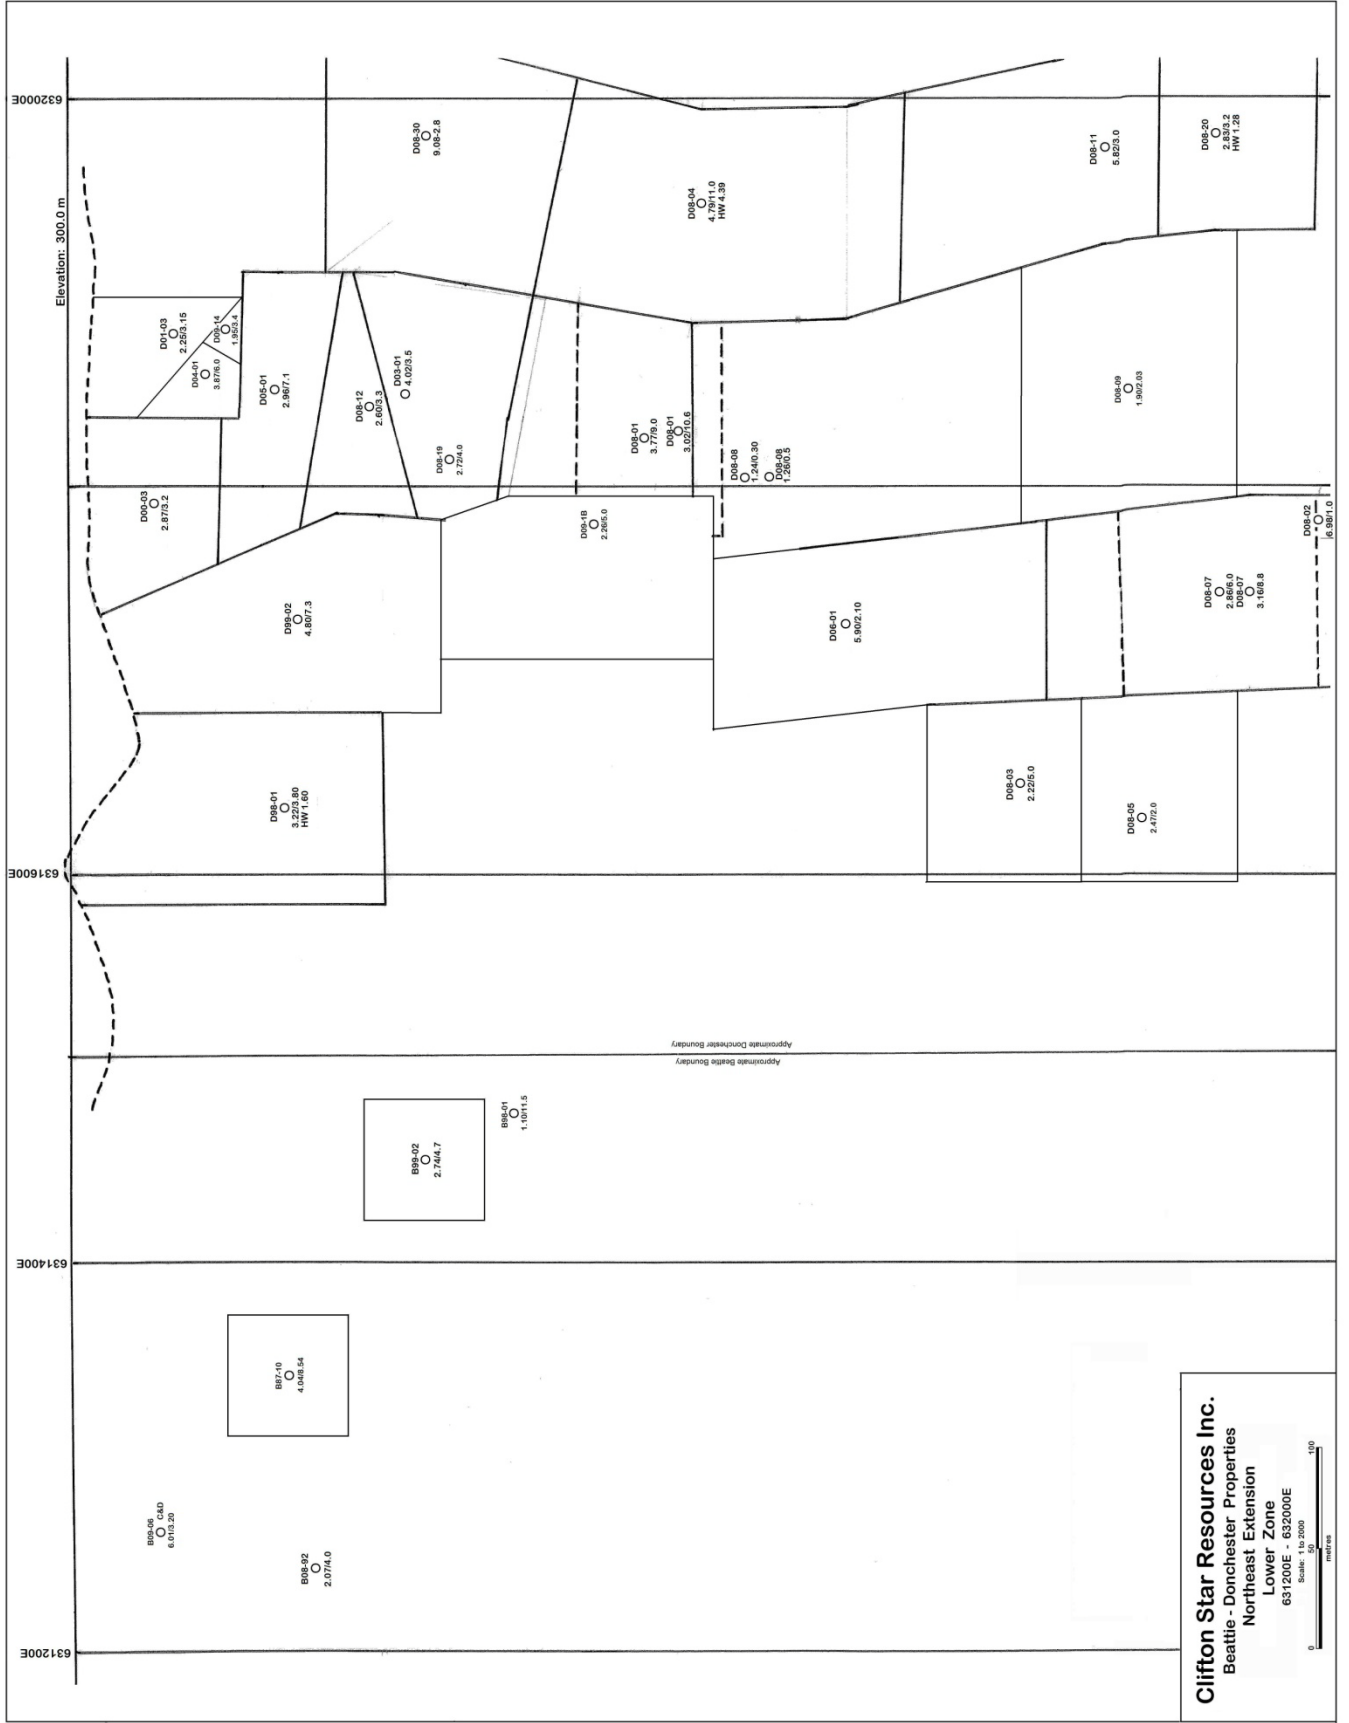 632000E
Elevation: 300.0 m
D08-30
9.08-2.8
D08-04
4.79/11.0
HW 4.39
D08-11
5.82/3.0
D08-20
2.83/3.2
HW 1.28
D01-03
2.25/3.15
D09-14
1.95/3.4
D04-01
3.87/6.0
D05-01
2.96/7.1
D08-12
2.60/3.3
D03-01
4.02/3.5
D08-19
2.72/4.0
D08-01
3.77/9.0
D08-01
3.02/10.6
D08-08
1.24/0.30
D08-08
1.26/0.5
D08-09
1.90/2.03
D00-03
2.87/3.2
D09-1B
2.26/5.0
D08-02
6.98/1.0
D99-02
4.80/7.3
D06-01
5.90/2.10
D08-07
2.86/6.0
D08-07
3.16/8.8
D98-01
3.22/3.80
HW 1.60
D08-03
2.22/5.0
D08-05
2.47/2.0
631600E
Approximate Donchester Boundary
Approximate Beattie Boundary
B98-01
1.10/11.5
B99-02
2.74/4.7
631400E
B87-10
4.04/8.54
B09-06 C&D
6.01/3.20
B08-92
2.07/4.0
631200E
Clifton Star Resources Inc.
Beattie - Donchester Properties
Northeast Extension
Lower Zone
631200E - 632000E
Scale: 1 to 2000
0 50 100
metres